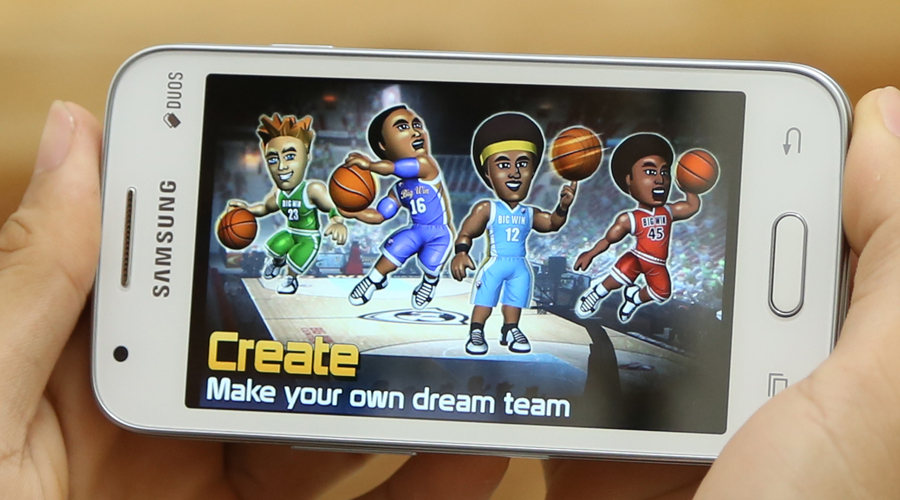 DUOS
SAMSUNG
BIG WIN
23
Big Win
16
BIG WIN
12
BIG WIN
45
Create
Make your own dream team